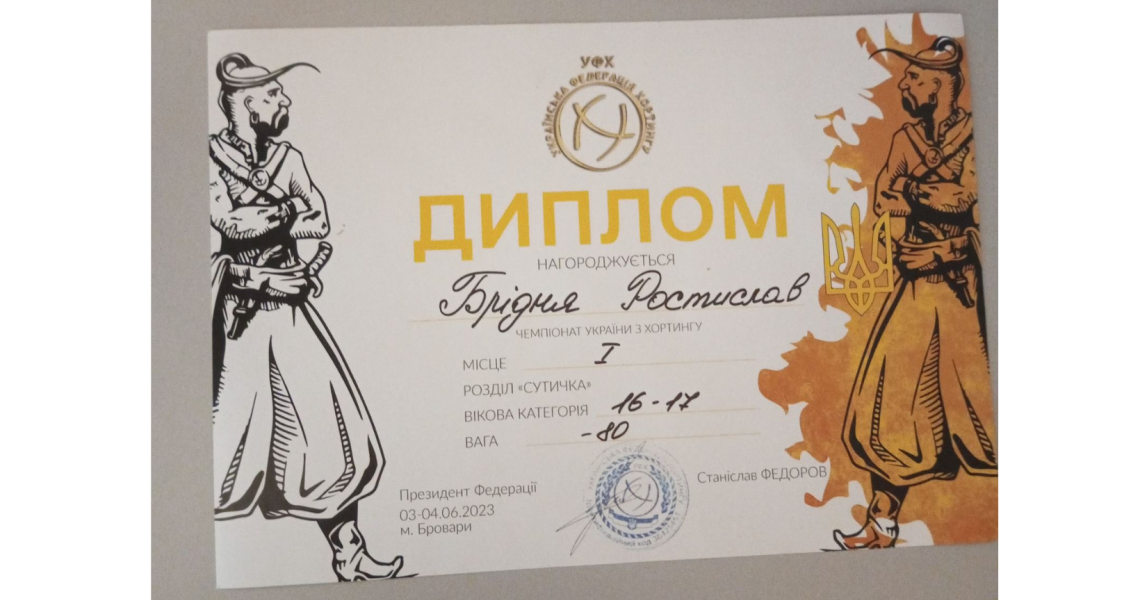 УФХ
УКРАЇНСЬКА ФЕДЕРАЦІЯ ХОРТИНГУ
ДИПЛОМ
НАГОРОДЖУЄТЬСЯ
Брідня Ростислав
ЧЕМПІОНАТ УКРАЇНИ З ХОРТИНГУ
МІСЦЕ I
РОЗДІЛ «СУТИЧКА»
ВІКОВА КАТЕГОРІЯ 16-17
ВАГА -80
Президент Федерації
Станіслав ФЕДОРОВ
03-04.06.2023
м. Бровари